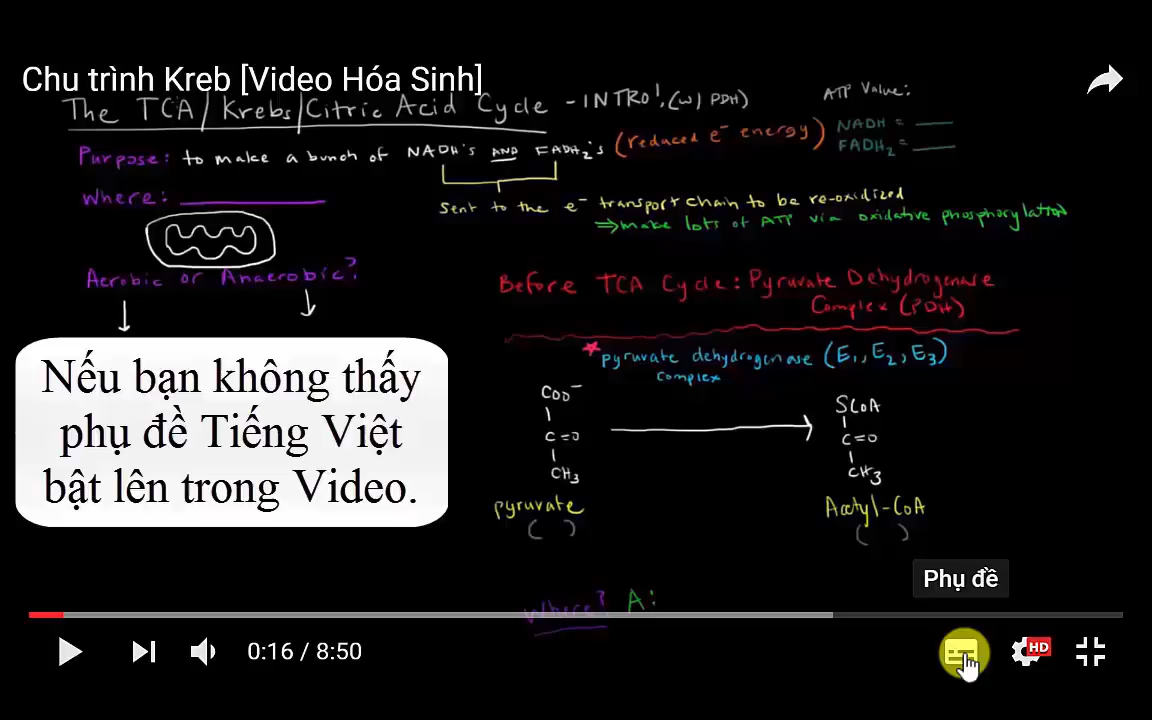 Chu trình Kreb [Video Hóa Sinh]
The TCA/Krebs/Citric Acid Cycle - INTRO!, (w/ PDH)
ATP Value:
NADH = ___
FADH₂ = ___
Purpose: to make a bunch of NADH's AND FADH₂'s (reduced e⁻ energy)
Where: ___
Sent to the e⁻ transport chain to be re-oxidized
⇒ make lots of ATP via oxidative phosphorylation
Aerobic or Anaerobic?
Before TCA Cycle: Pyruvate Dehydrogenase
Complex (PDH)
pyruvate dehydrogenase (E₁, E₂, E₃)
complex
Nếu bạn không thấy
phụ đề Tiếng Việt
bật lên trong Video.
COO⁻
C=O
CH₃
pyruvate
( )
SCoA
C=O
CH₃
Acetyl-CoA
( )
Phụ đề
Where? A:
0:16 / 8:50
HD